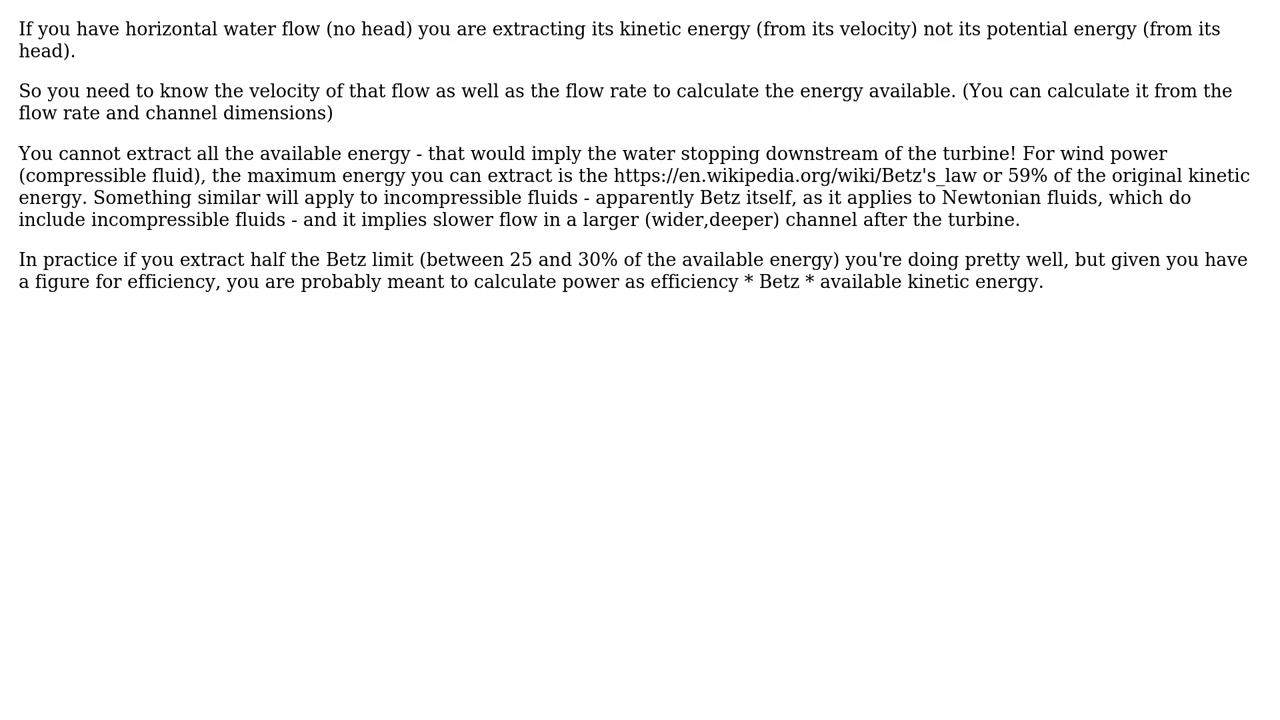 If you have horizontal water flow (no head) you are extracting its kinetic energy (from its velocity) not its potential energy (from its
head).
So you need to know the velocity of that flow as well as the flow rate to calculate the energy available. (You can calculate it from the
flow rate and channel dimensions)
You cannot extract all the available energy - that would imply the water stopping downstream of the turbine! For wind power
(compressible fluid), the maximum energy you can extract is the https://en.wikipedia.org/wiki/Betz's_law or 59% of the original kinetic
energy. Something similar will apply to incompressible fluids - apparently Betz itself, as it applies to Newtonian fluids, which do
include incompressible fluids - and it implies slower flow in a larger (wider,deeper) channel after the turbine.
In practice if you extract half the Betz limit (between 25 and 30% of the available energy) you're doing pretty well, but given you have
a figure for efficiency, you are probably meant to calculate power as efficiency * Betz * available kinetic energy.